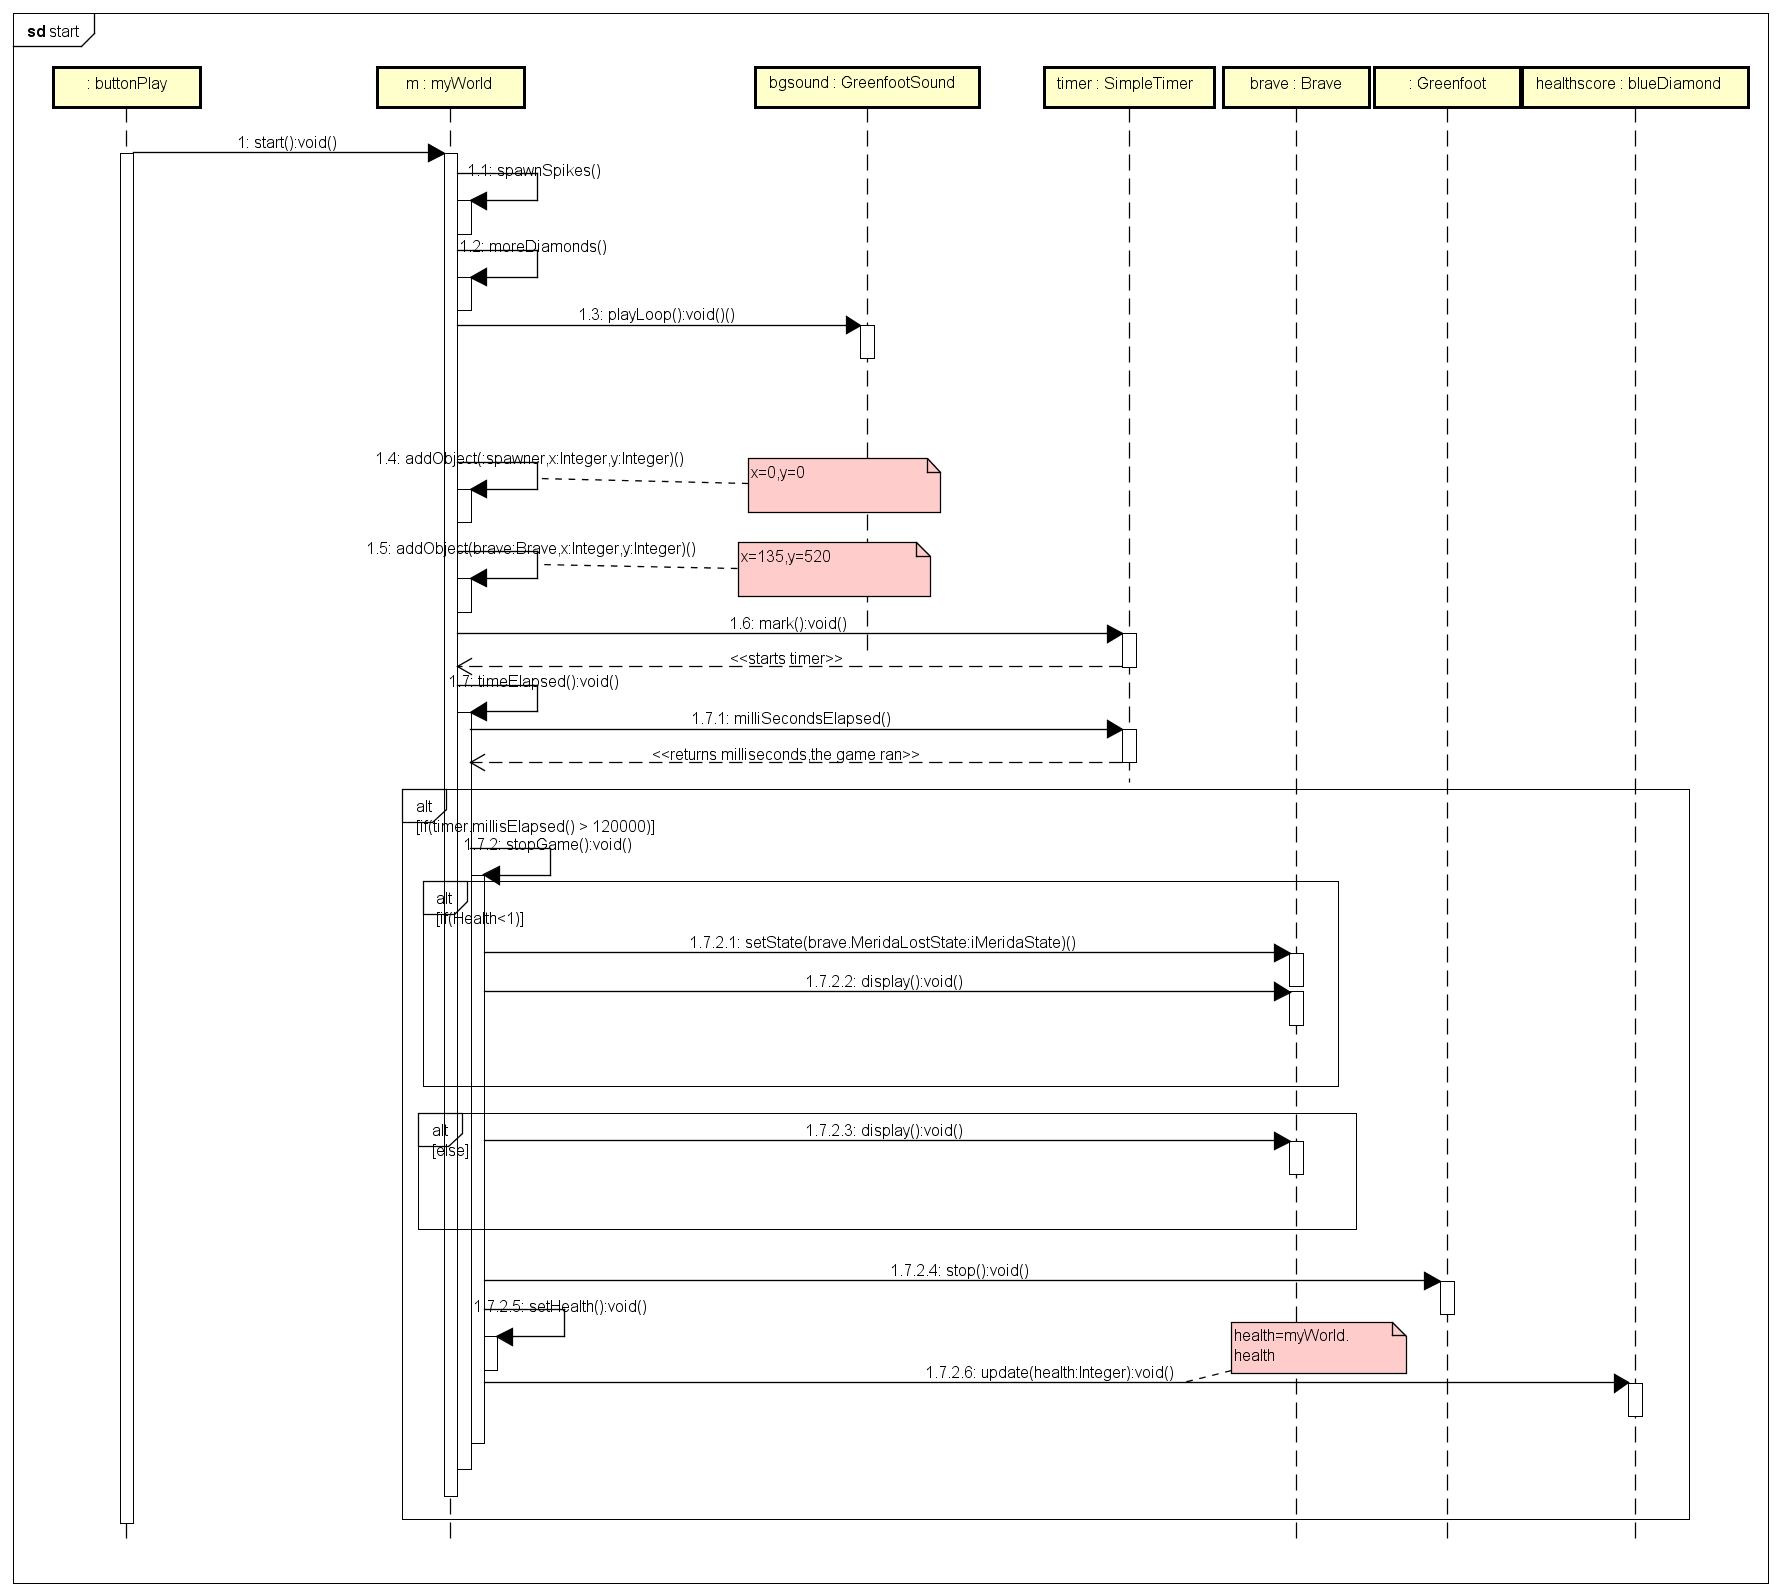 sd start
: buttonPlay
m : myWorld
bgsound : GreenfootSound
timer : SimpleTimer
brave : Brave
: Greenfoot
healthscore : blueDiamond
1: start():void()
1.1: spawnSpikes()
1.2: moreDiamonds()
1.3: playLoop():void()()
1.4: addObject(:spawner,x:Integer,y:Integer)()
x=0,y=0
1.5: addObject(brave:Brave,x:Integer,y:Integer)()
x=135,y=520
1.6: mark():void()
<<starts timer>>
1.7: timeElapsed():void()
1.7.1: milliSecondsElapsed()
<<returns milliseconds,the game ran>>
alt
[if(timer.millisElapsed() > 120000)]
1.7.2: stopGame():void()
alt
[if(Health<1)]
1.7.2.1: setState(brave.MeridaLostState:iMeridaState)()
1.7.2.2: display():void()
alt
1.7.2.3: display():void()
[else]
1.7.2.4: stop():void()
1.7.2.5: setHealth():void()
health=myWorld.
health
1.7.2.6: update(health:Integer):void()